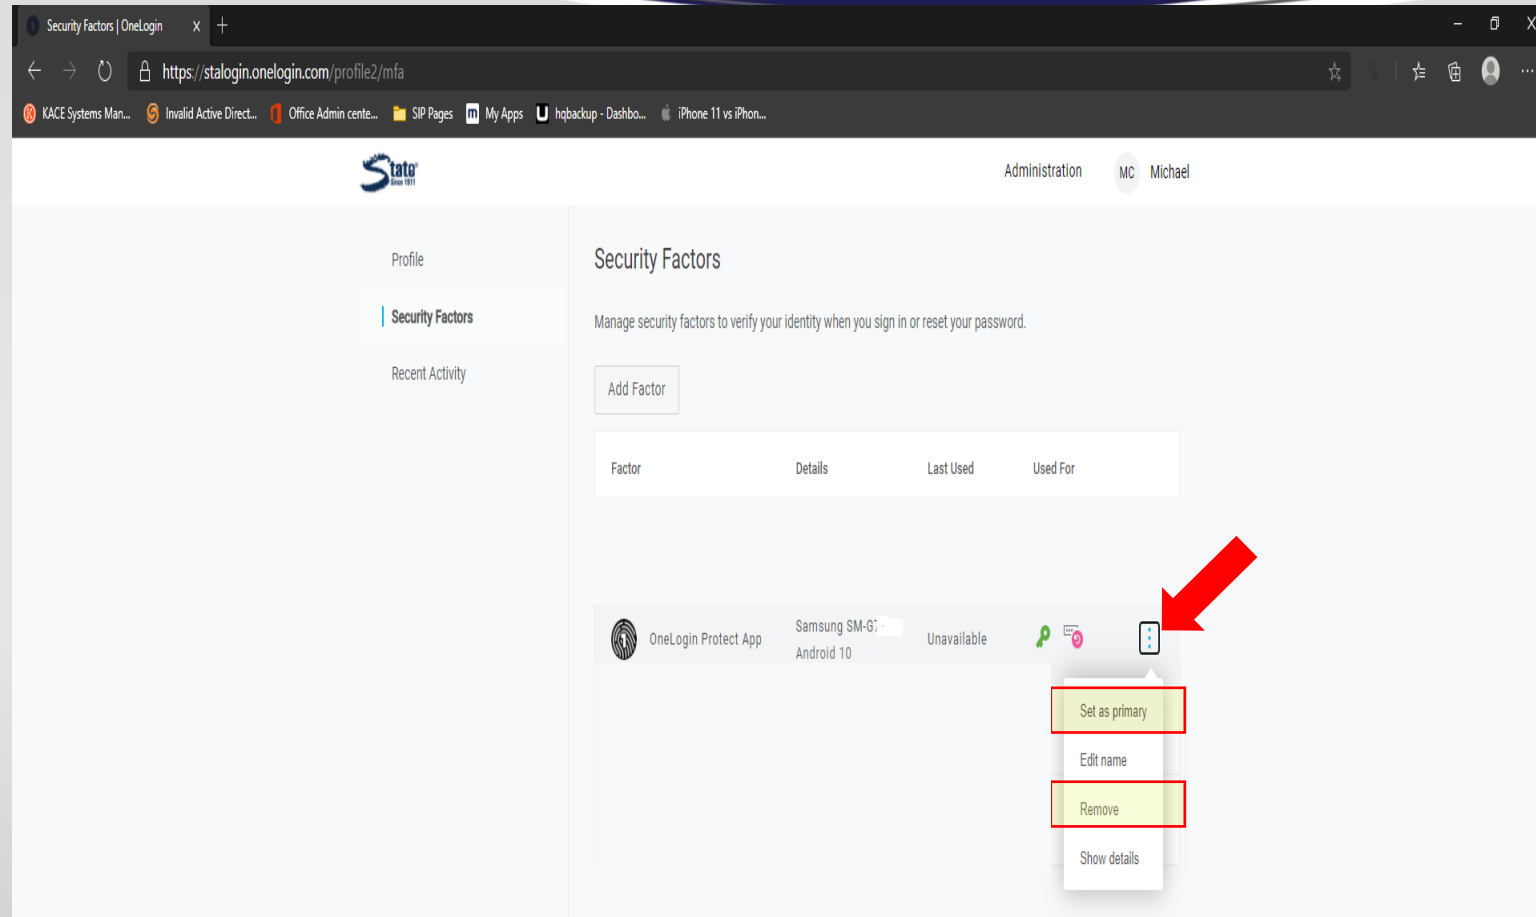 Security Factors | OneLogin
https://stalogin.onelogin.com/profile2/mfa
KACE Systems Man... Invalid Active Direct... Office Admin cente... SIP Pages m My Apps U hqbackup - Dashbo... iPhone 11 vs iPhon...
Stato
Since 1911
Administration MC Michael
Profile
Security Factors
Recent Activity
Security Factors
Manage security factors to verify your identity when you sign in or reset your password.
Add Factor
Factor Details Last Used Used For
OneLogin Protect App
Samsung SM-G
Android 10
Unavailable
Set as primary
Edit name
Remove
Show details